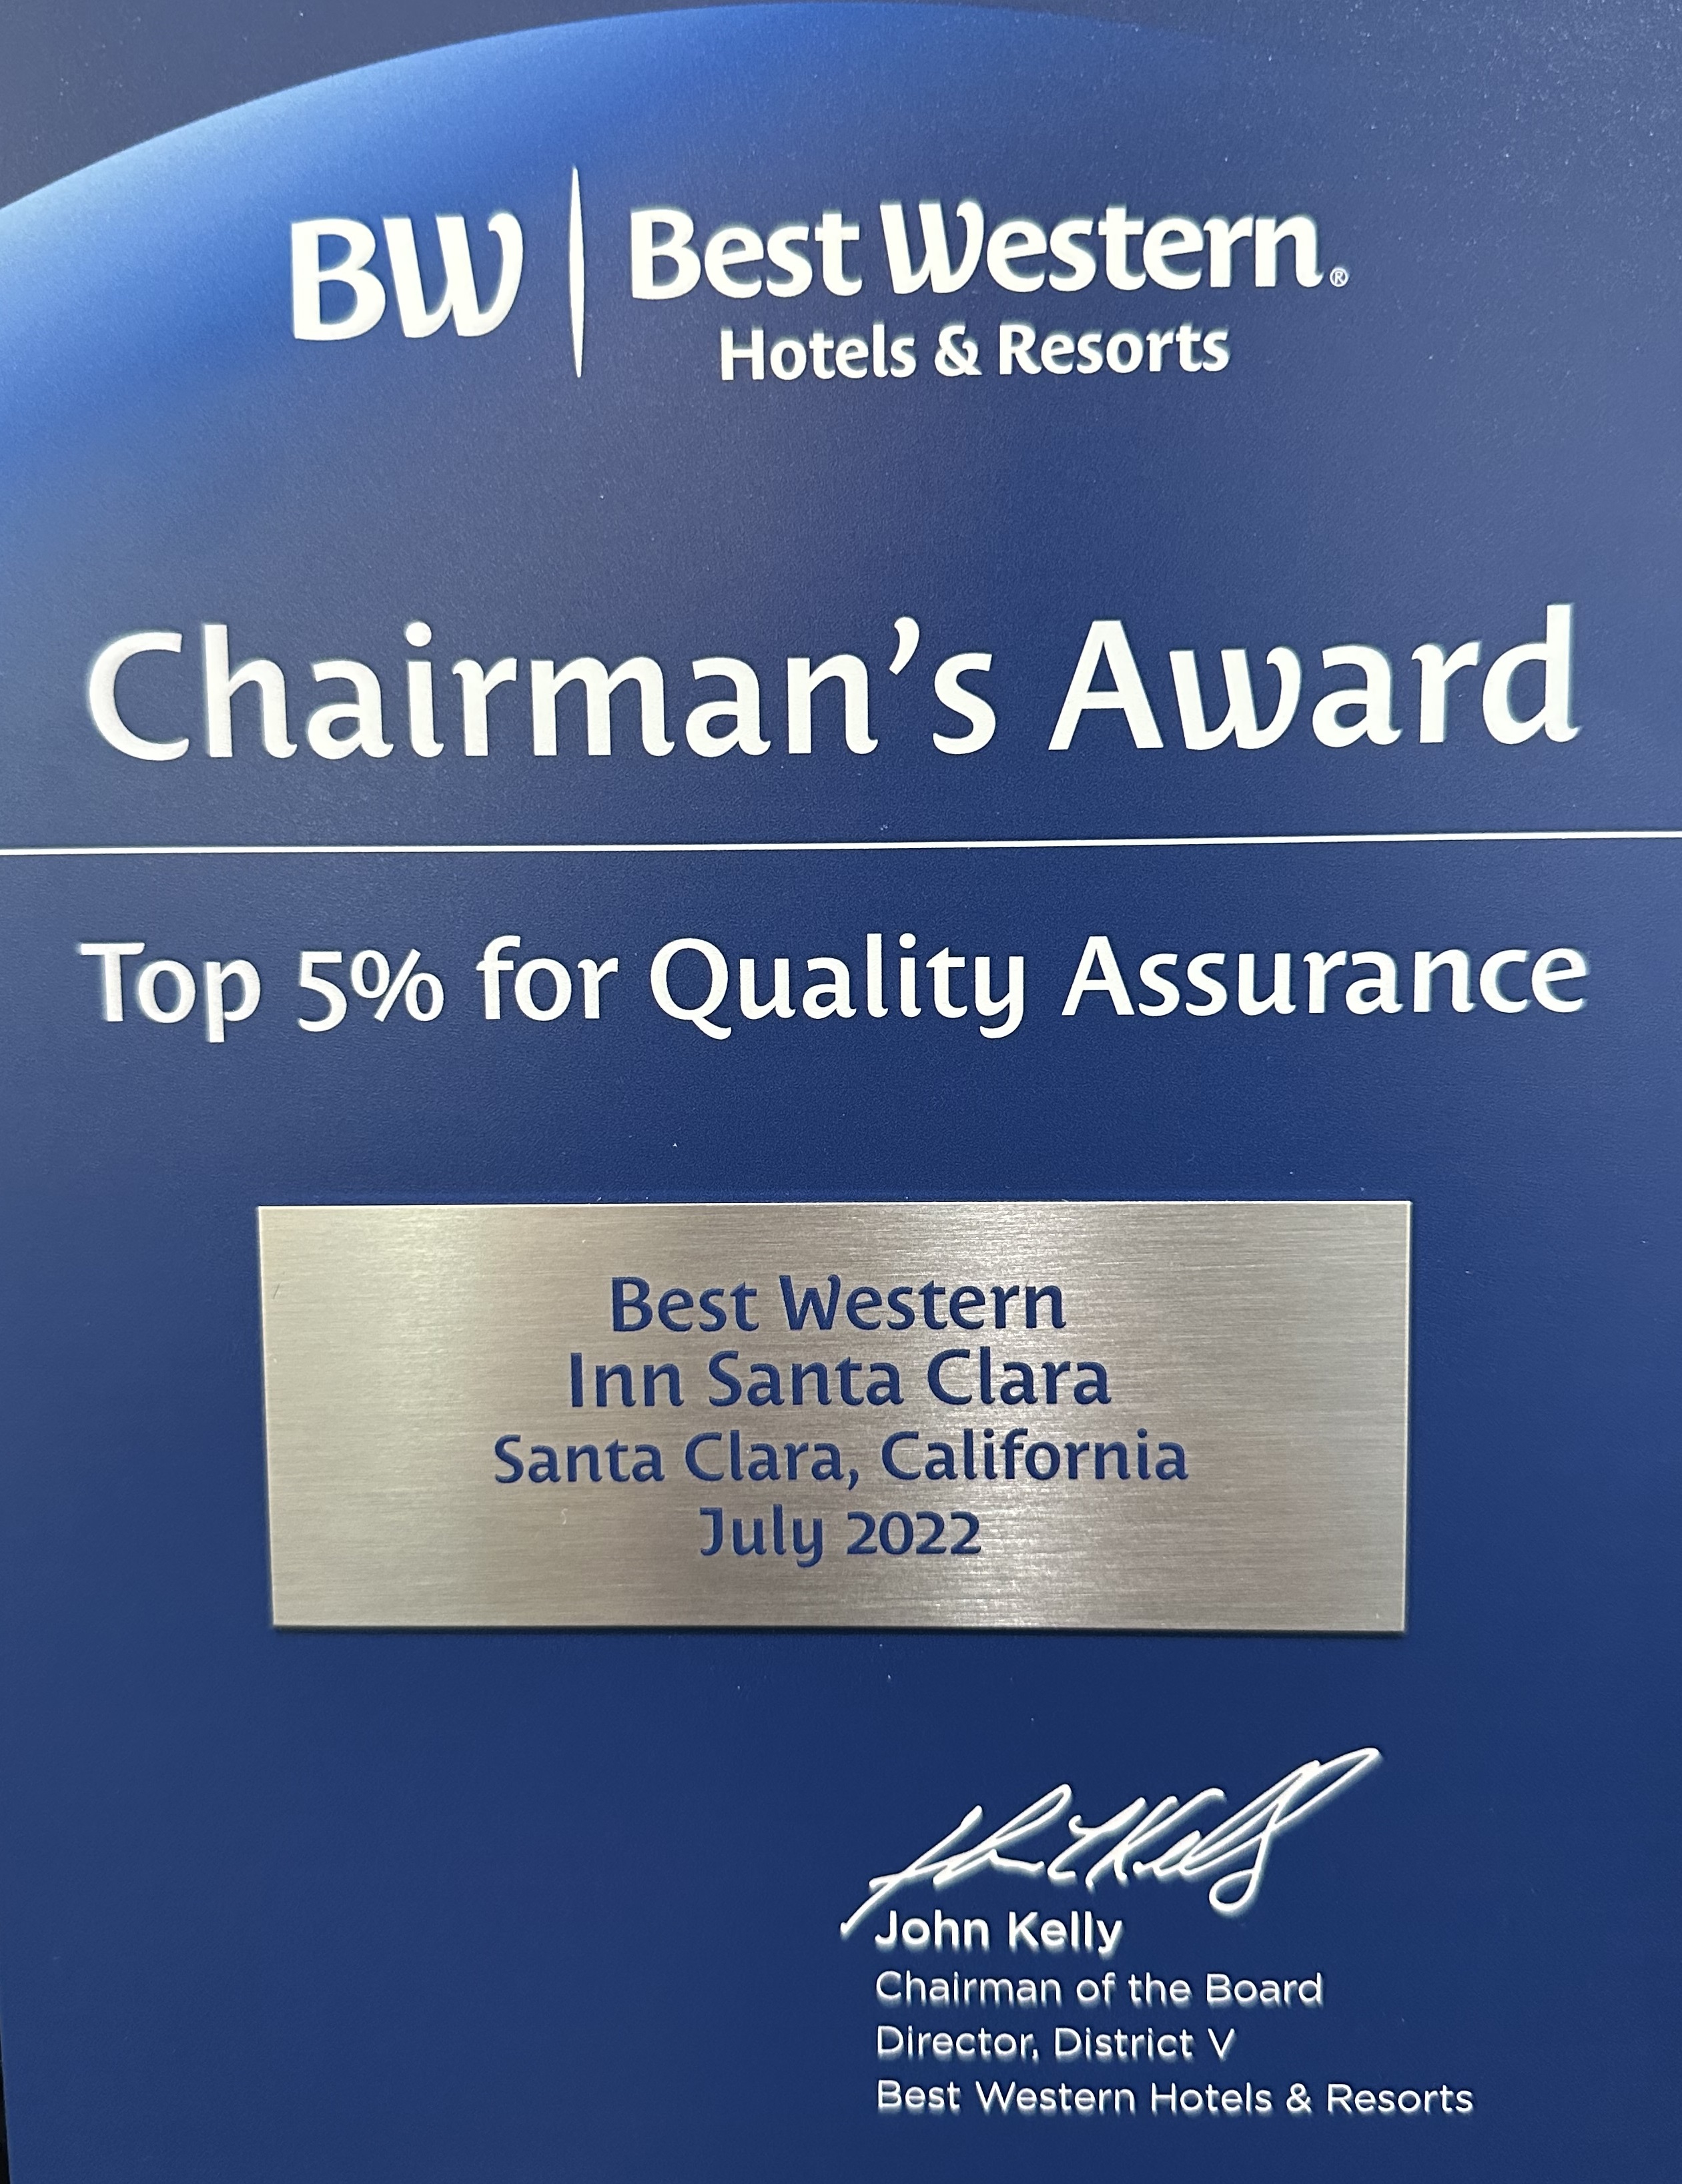 BW | Best Western®
Hotels & Resorts
Chairman's Award
Top 5% for Quality Assurance
Best Western
Inn Santa Clara
Santa Clara, California
July 2022
John Kelly
Chairman of the Board
Director, District V
Best Western Hotels & Resorts